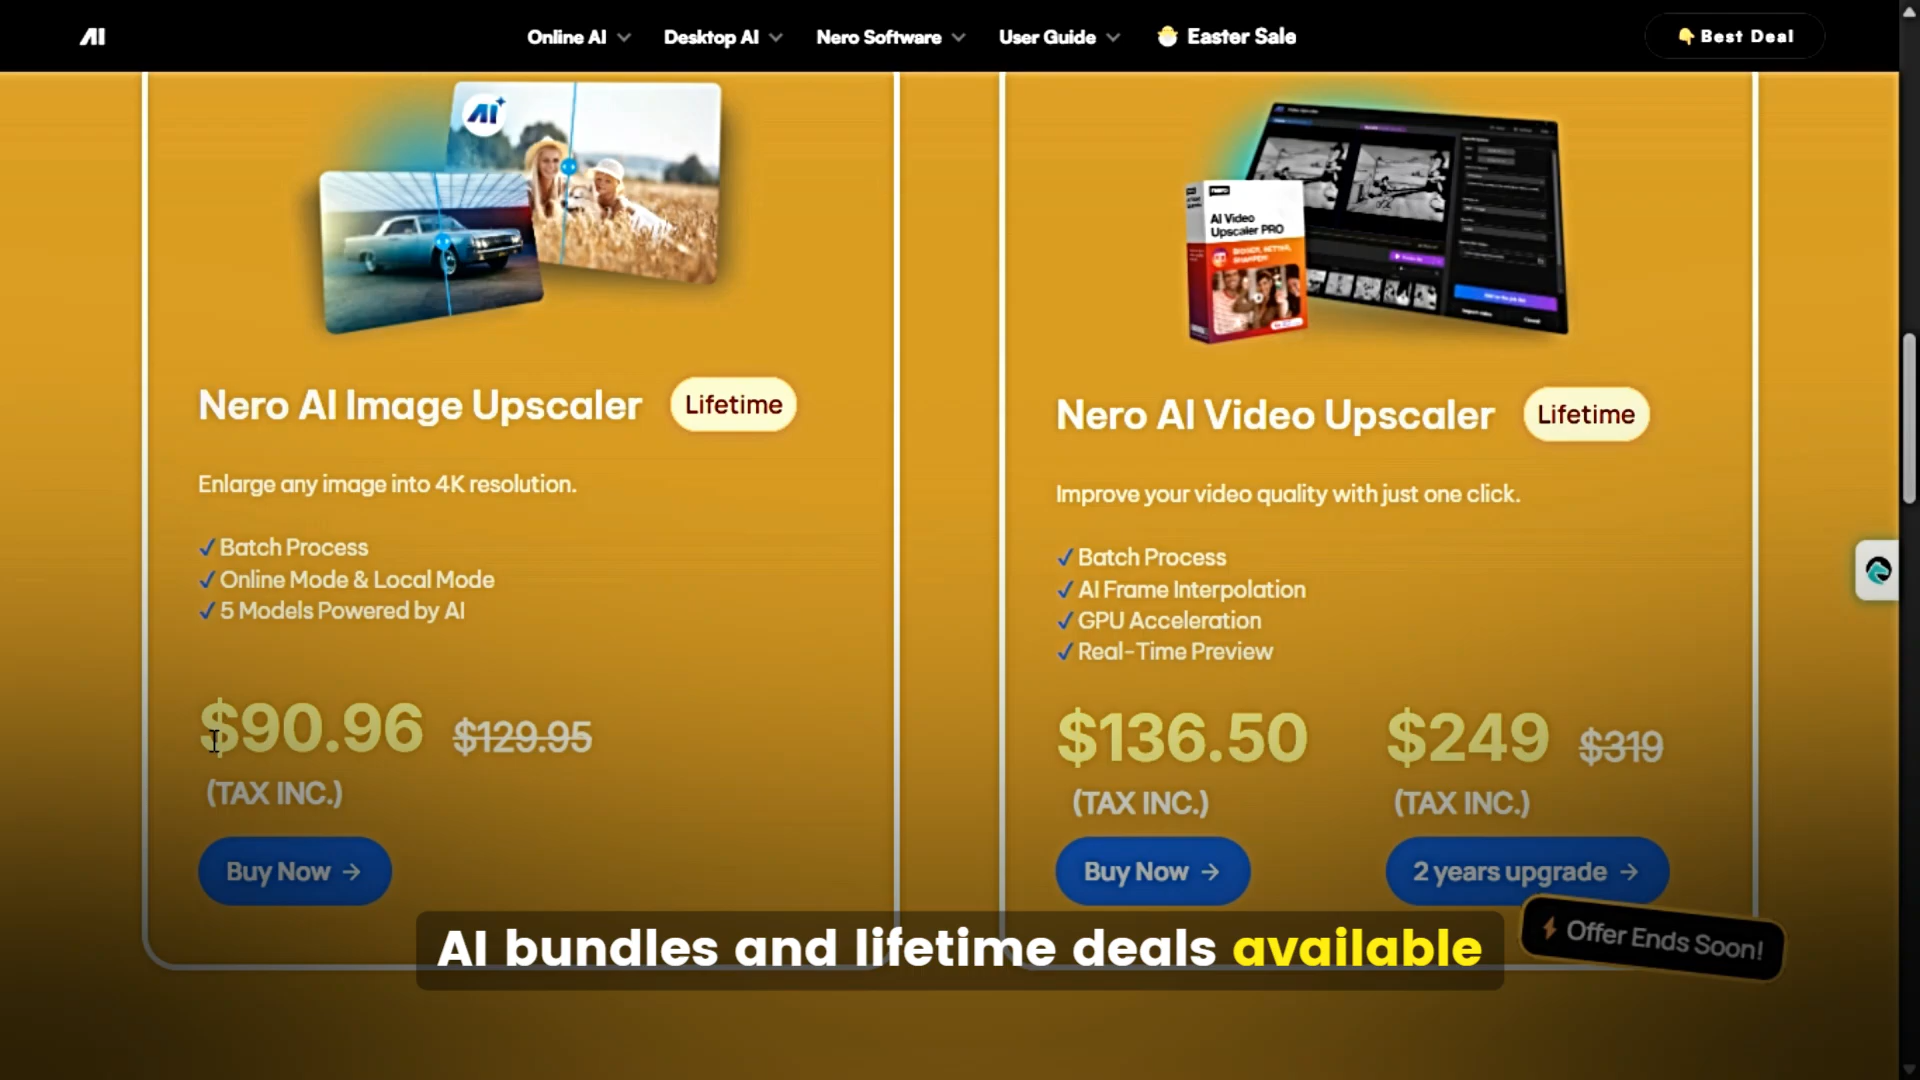 AI
Online AI
Desktop AI
Nero Software
User Guide
Easter Sale
Best Deal
AI
Nero AI Image Upscaler
Lifetime
Enlarge any image into 4K resolution.
✓ Batch Process
✓ Online Mode & Local Mode
✓ 5 Models Powered by AI
$90.96 $129.95
(TAX INC.)
Buy Now →
AI Video
Upscaler PRO
Nero AI Video Upscaler
Lifetime
Improve your video quality with just one click.
✓ Batch Process
✓ AI Frame Interpolation
✓ GPU Acceleration
✓ Real-Time Preview
$136.50
(TAX INC.)
Buy Now →
$249 $319
(TAX INC.)
2 years upgrade →
Offer Ends Soon!
AI bundles and lifetime deals available